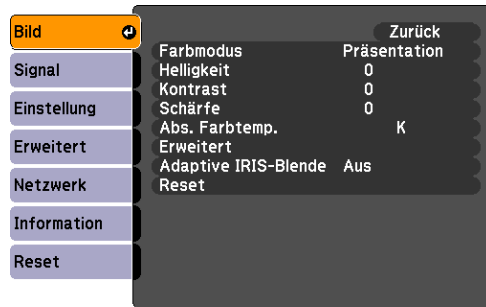 Bild
Signal
Einstellung
Erweitert
Netzwerk
Information
Reset
Zurück
Farbmodus Präsentation
Helligkeit 0
Kontrast 0
Schärfe 0
Abs. Farbtemp. K
Erweitert
Adaptive IRIS-Blende Aus
Reset